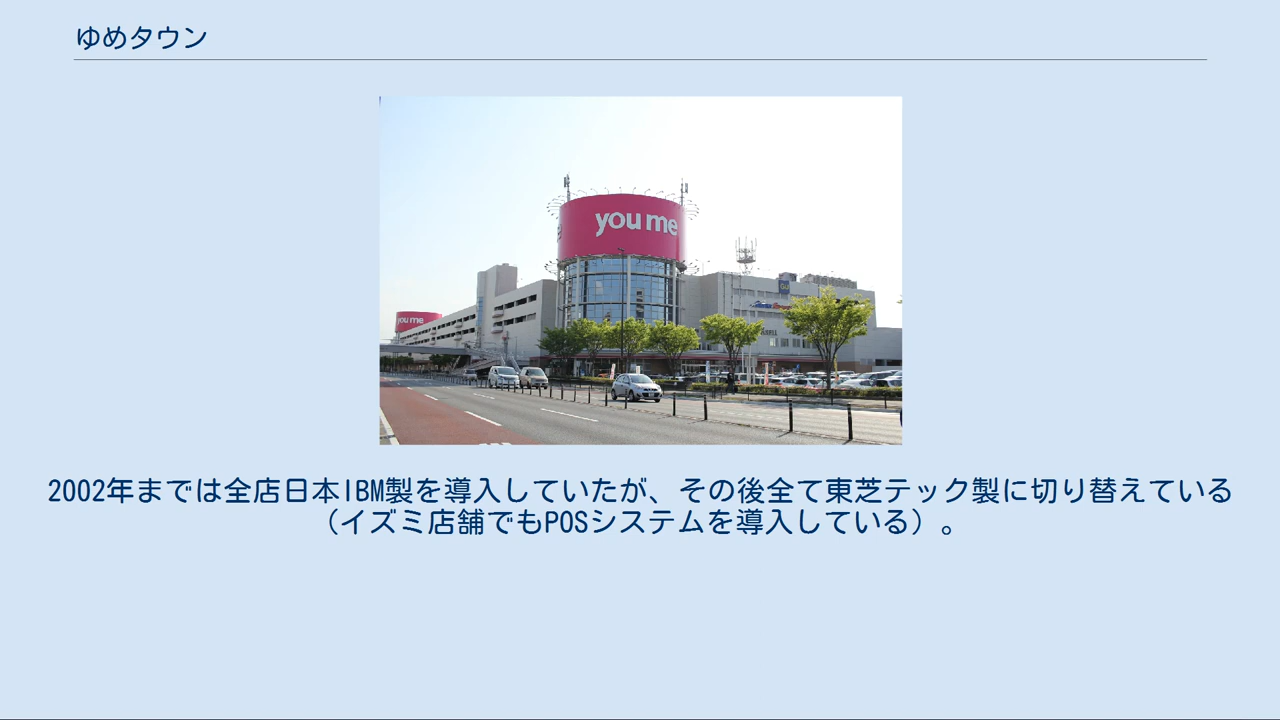 ゆめタウン
you me
you me
2002年までは全店日本IBM製を導入していたが、その後全て東芝テック製に切り替えている
（イズミ店舗でもPOSシステムを導入している）。